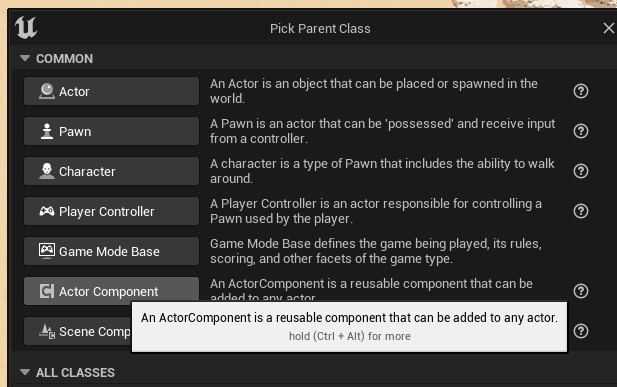 Pick Parent Class
COMMON
Actor
An Actor is an object that can be placed or spawned in the
world.
Pawn
A Pawn is an actor that can be 'possessed' and receive input
from a controller.
Character
A character is a type of Pawn that includes the ability to walk
around.
Player Controller
A Player Controller is an actor responsible for controlling a
Pawn used by the player.
Game Mode Base
Game Mode Base defines the game being played, its rules,
scoring, and other facets of the game type.
Actor Component
An ActorComponent is a reusable component that can be
added to any actor.
An ActorComponent is a reusable component that can be added to any actor.
hold (Ctrl + Alt) for more
Scene Comp
ALL CLASSES